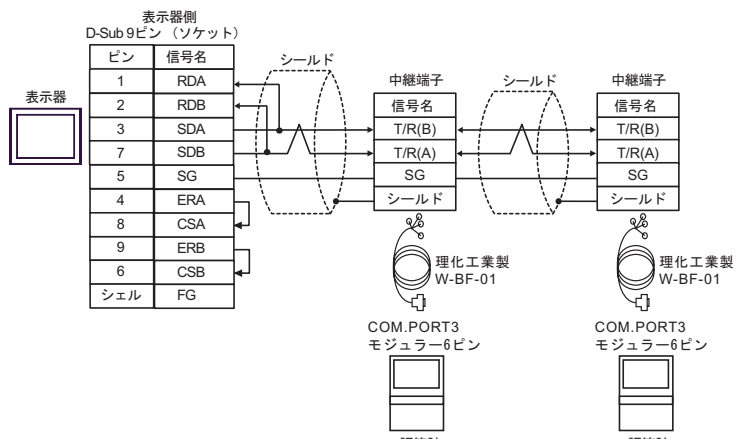 表示器側
D-Sub 9ピン （ソケット）
表示器
ピン 信号名
1 RDA
2 RDB
3 SDA
7 SDB
5 SG
4 ERA
8 CSA
9 ERB
6 CSB
シェル FG
シールド
中継端子
信号名
T/R(B)
T/R(A)
SG
シールド
理化工業製
W-BF-01
COM.PORT3
モジュラー6ピン
シールド
中継端子
信号名
T/R(B)
T/R(A)
SG
シールド
理化工業製
W-BF-01
COM.PORT3
モジュラー6ピン